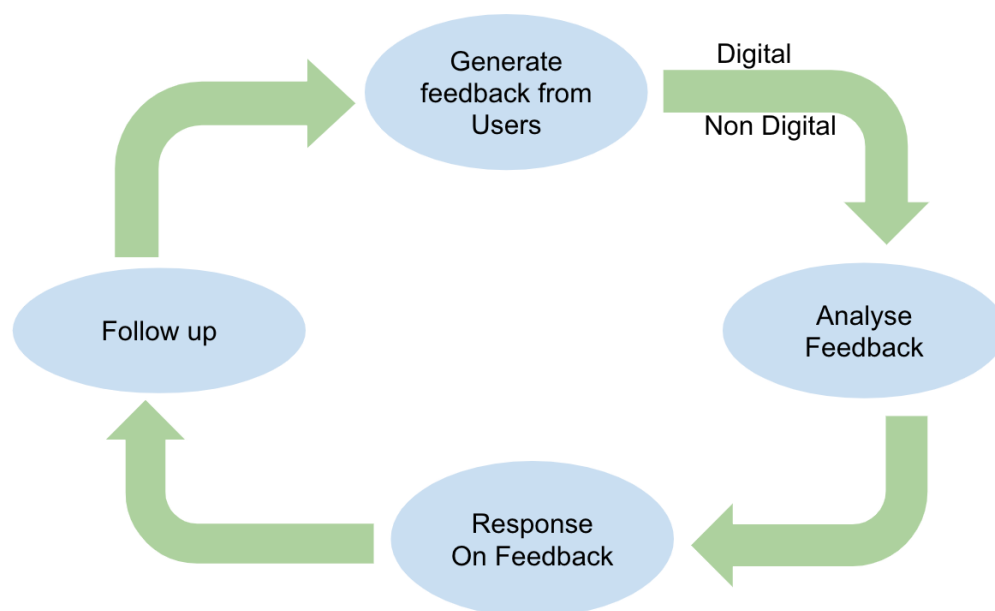 Generate
feedback from
Users
Digital
Non Digital
Analyse
Feedback
Response
On Feedback
Follow up